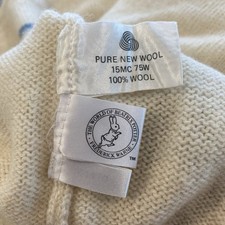 PURE NEW WOOL
15MC 75W
100% WOOL
THE WORLD OF BEATRIX POTTER
FREDERICK WARNE
TM